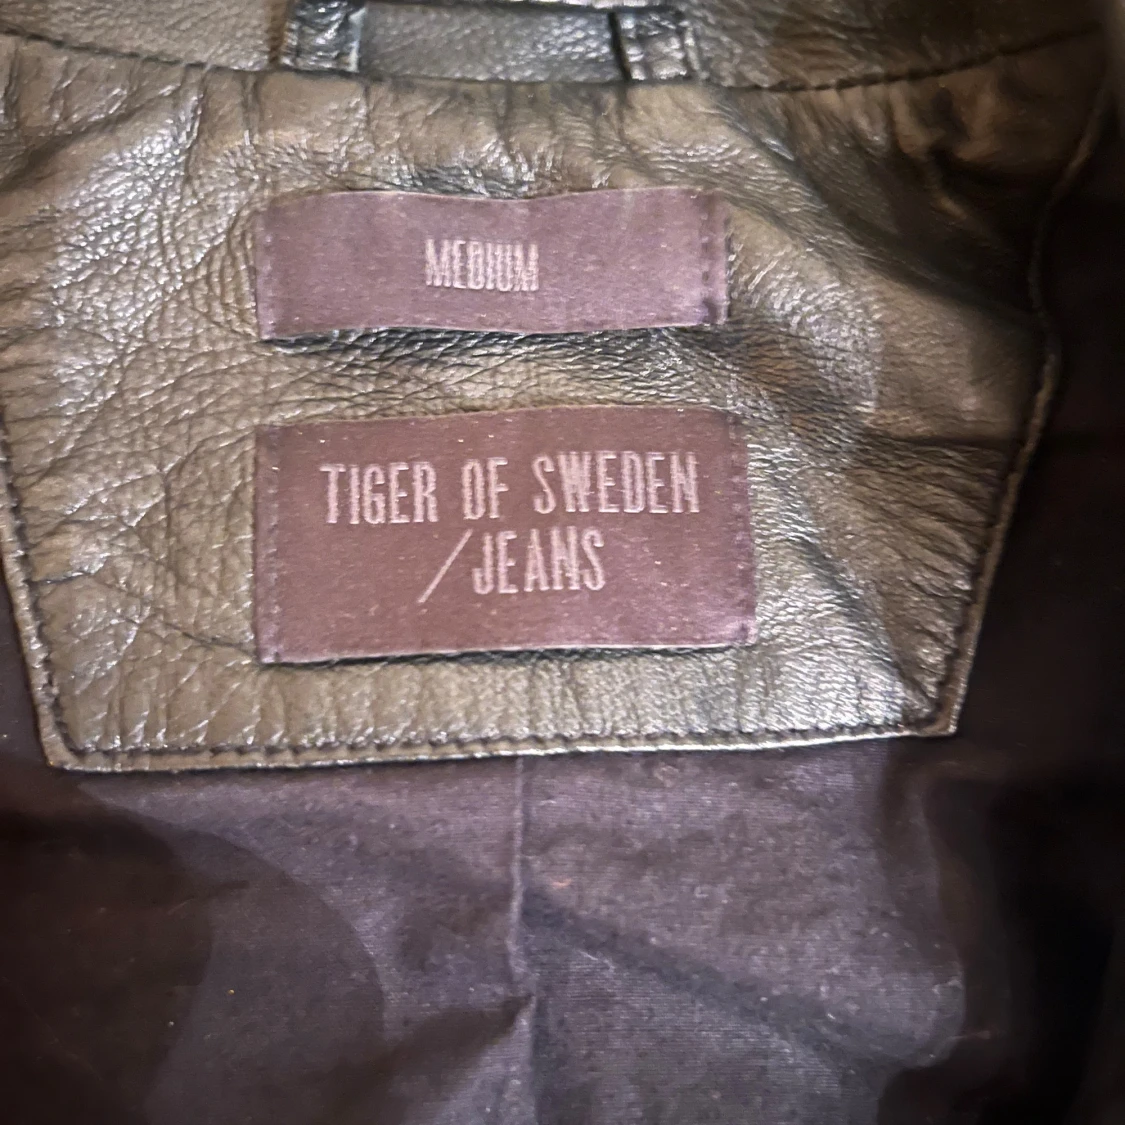 MEDIUM
TIGER OF SWEDEN
/JEANS